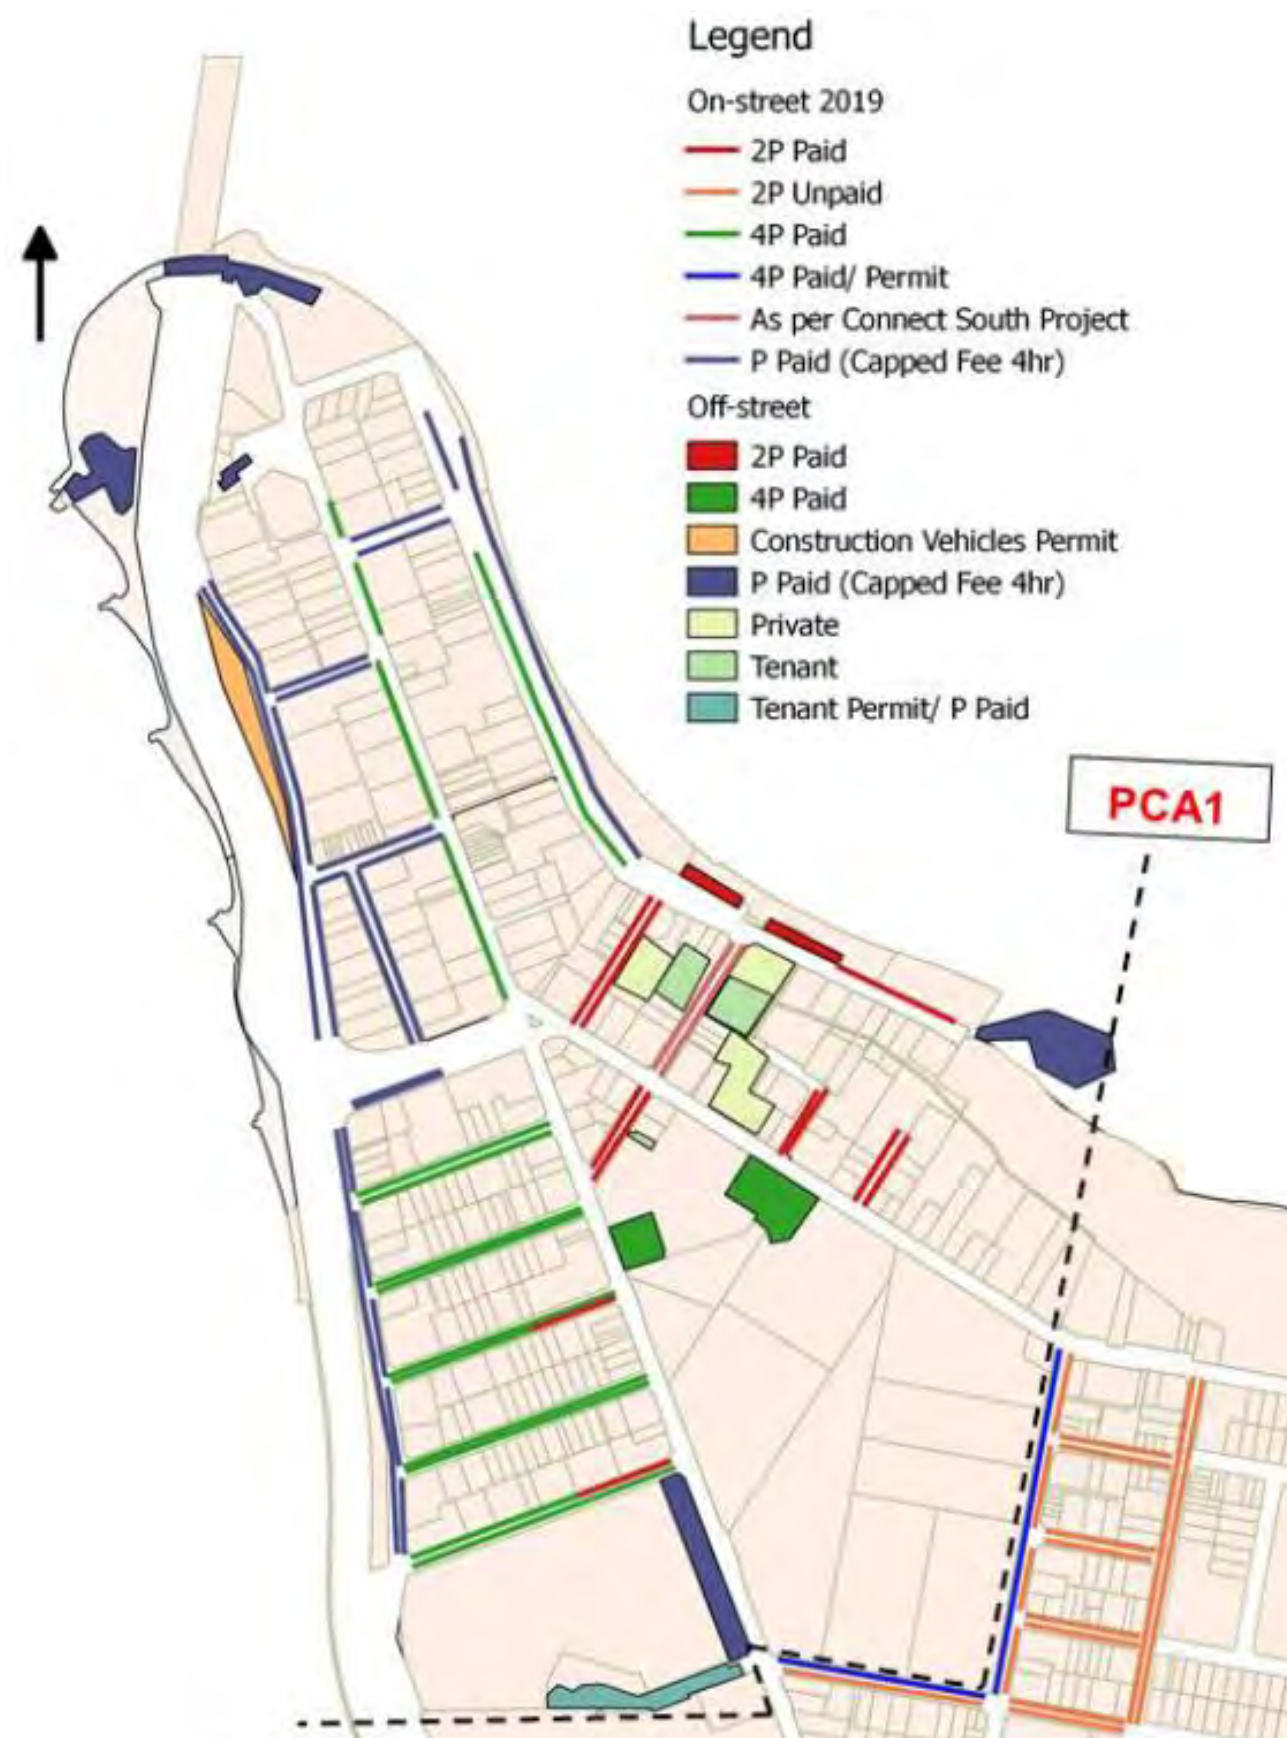 Legend
On-street 2019
2P Paid
2P Unpaid
4P Paid
4P Paid/ Permit
As per Connect South Project
P Paid (Capped Fee 4hr)
Off-street
2P Paid
4P Paid
Construction Vehicles Permit
P Paid (Capped Fee 4hr)
Private
Tenant
Tenant Permit/ P Paid
PCA1